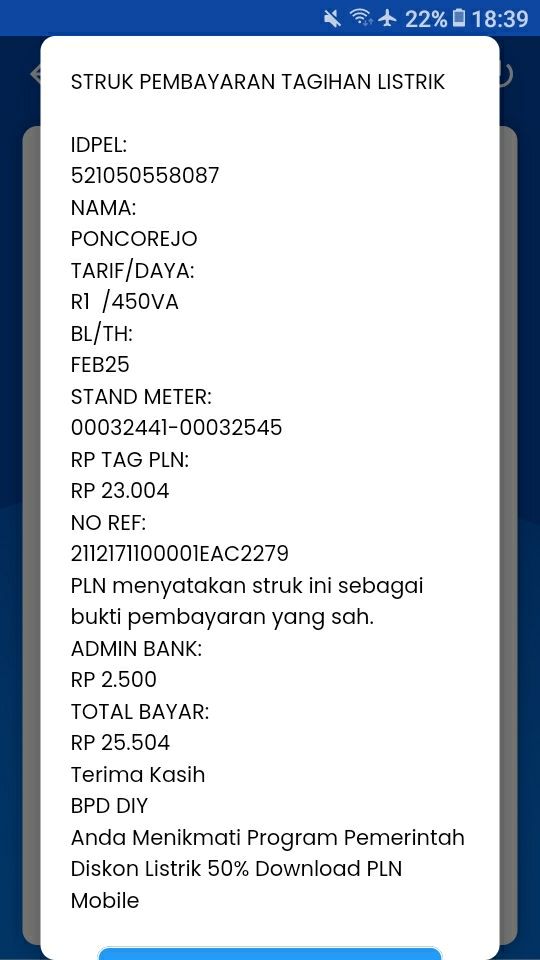 22% 18:39
STRUK PEMBAYARAN TAGIHAN LISTRIK
IDPEL:
521050558087
NAMA:
PONCOREJO
TARIF/DAYA:
R1  /450VA
BL/TH:
FEB25
STAND METER:
00032441-00032545
RP TAG PLN:
RP 23.004
NO REF:
2112171100001EAC2279
PLN menyatakan struk ini sebagai
bukti pembayaran yang sah.
ADMIN BANK:
RP 2.500
TOTAL BAYAR:
RP 25.504
Terima Kasih
BPD DIY
Anda Menikmati Program Pemerintah
Diskon Listrik 50% Download PLN
Mobile